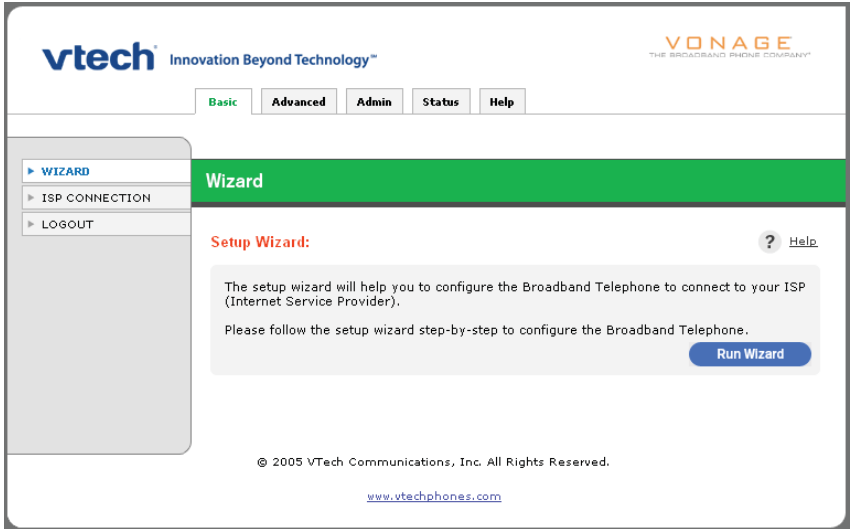 vtech Innovation Beyond Technology™
VONAGE
THE BROADBAND PHONE COMPANY®
Basic Advanced Admin Status Help
WIZARD
ISP CONNECTION
LOGOUT
Wizard
Setup Wizard:
? Help
The setup wizard will help you to configure the Broadband Telephone to connect to your ISP
(Internet Service Provider).
Please follow the setup wizard step-by-step to configure the Broadband Telephone.
Run Wizard
© 2005 VTech Communications, Inc. All Rights Reserved.
www.vtechphones.com